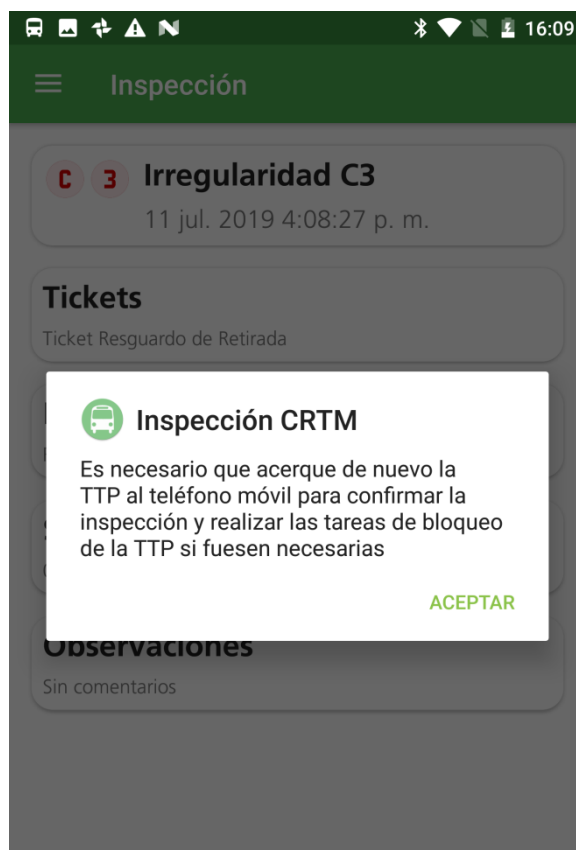 16:09
Inspección
C 3 Irregularidad C3
11 jul. 2019 4:08:27 p. m.
Tickets
Ticket Resguardo de Retirada
Inspección CRTM
Es necesario que acerque de nuevo la
TTP al teléfono móvil para confirmar la
inspección y realizar las tareas de bloqueo
de la TTP si fuesen necesarias
ACEPTAR
Observaciones
Sin comentarios